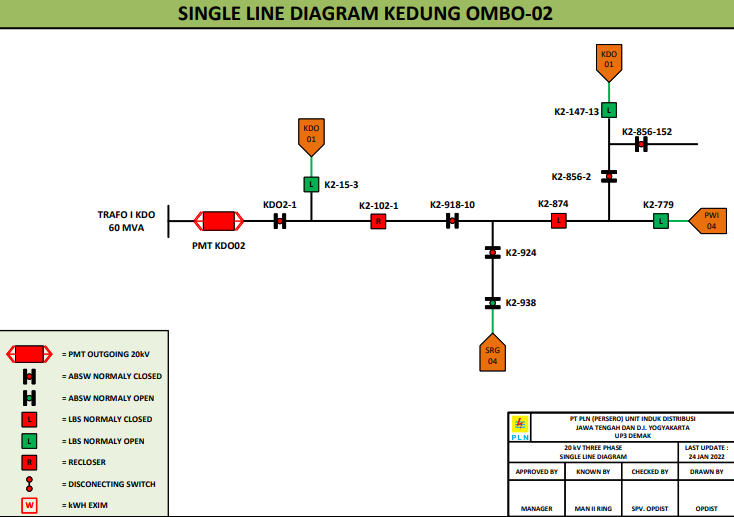 SINGLE LINE DIAGRAM KEDUNG OMBO-02
KDO
01
K2-147-13
K2-856-152
KDO
01
K2-15-3
K2-856-2
TRAFO I KDO
60 MVA
PMT KDO02
KDO2-1
K2-102-1
K2-918-10
K2-874
K2-779
PWI
04
L
L
R
L
L
K2-924
K2-938
SRG
04
= PMT OUTGOING 20kV
= ABSW NORMALY CLOSED
= ABSW NORMALY OPEN
L = LBS NORMALY CLOSED
L = LBS NORMALY OPEN
R = RECLOSER
= DISCONECTING SWITCH
W = kWH EXIM
PLN
PT PLN (PERSERO) UNIT INDUK DISTRIBUSI
JAWA TENGAH DAN D.I. YOGYAKARTA
UP3 DEMAK
20 kV THREE PHASE
SINGLE LINE DIAGRAM
LAST UPDATE :
24 JAN 2022
APPROVED BY
KNOWN BY
CHECKED BY
DRAWN BY
MANAGER
MAN II RING
SPV. OPDIST
OPDIST